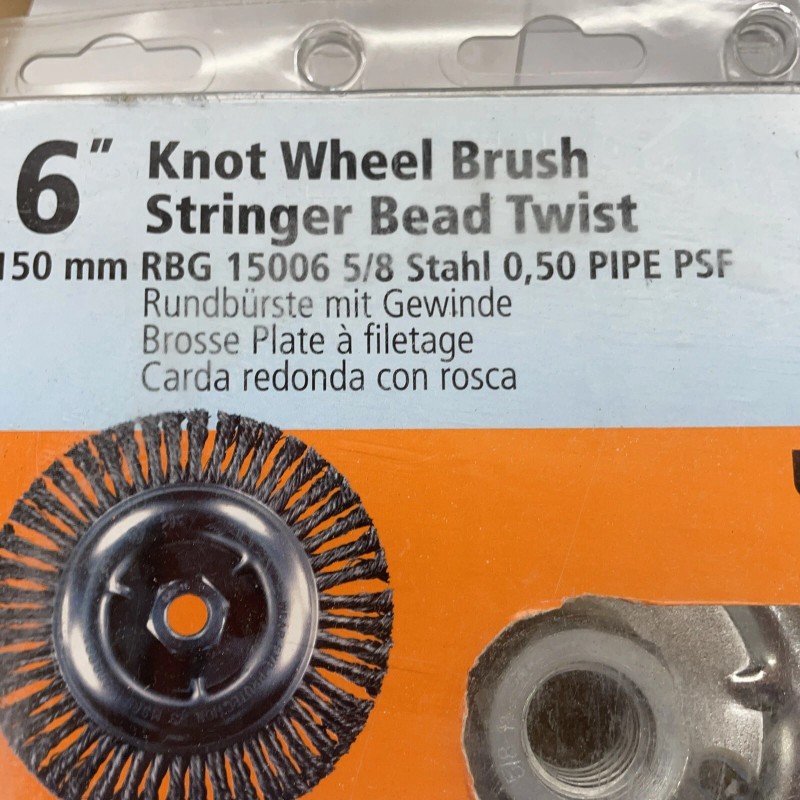 6" Knot Wheel Brush
Stringer Bead Twist
150 mm RBG 15006 5/8 Stahl 0,50 PIPE PSF
Rundbürste mit Gewinde
Brosse Plate à filetage
Carda redonda con rosca